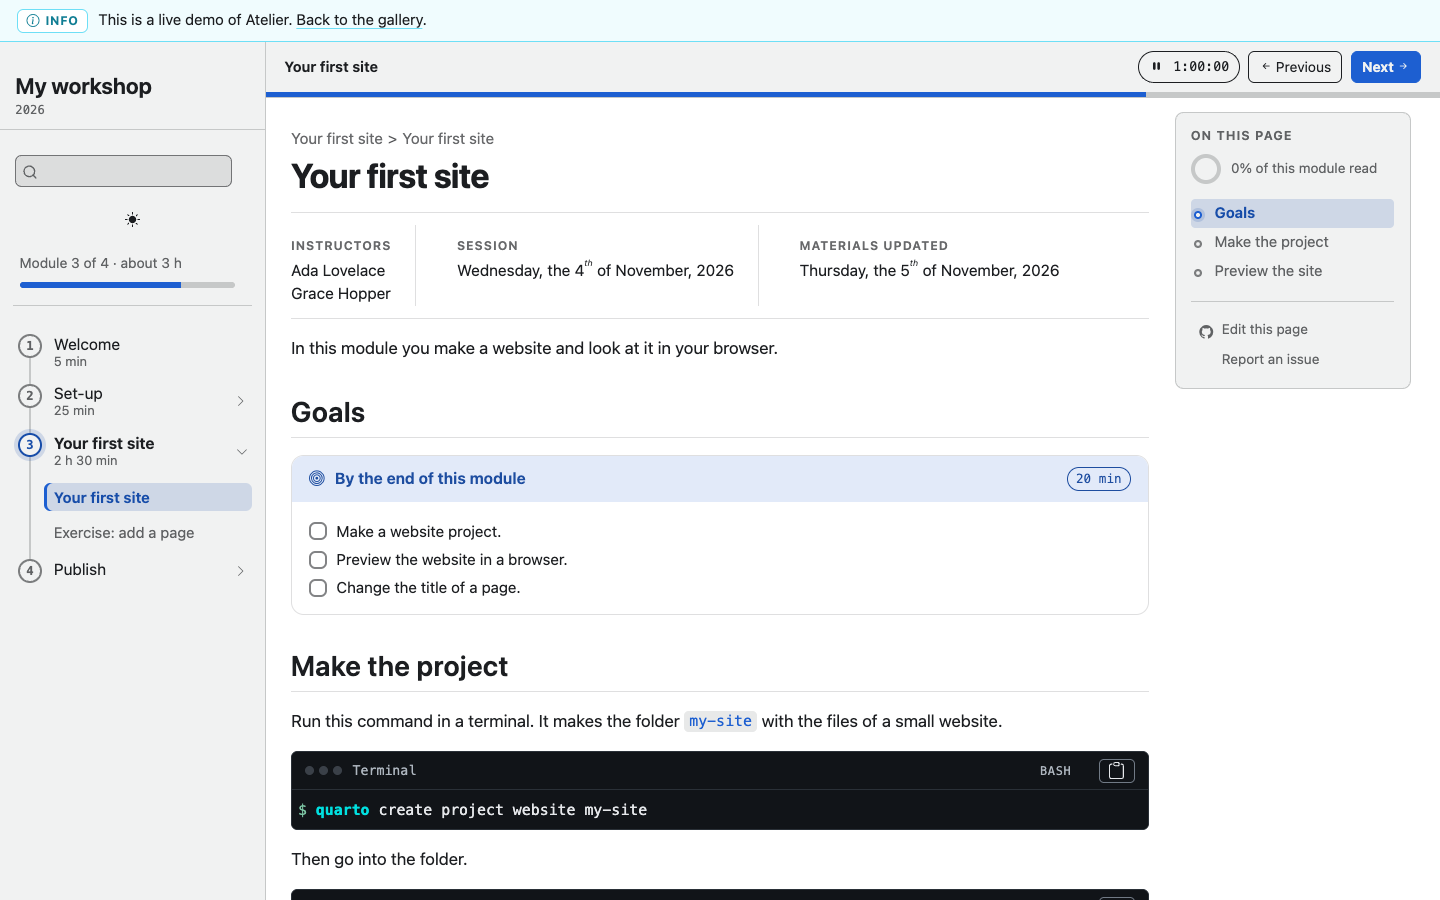 INFO This is a live demo of Atelier. Back to the gallery.
My workshop
2026
Module 3 of 4 · about 3 h
1 Welcome
5 min
2 Set-up
25 min
3 Your first site
2 h 30 min
Your first site
Exercise: add a page
4 Publish
Your first site
1:00:00
← Previous
Next →
Your first site > Your first site
Your first site
INSTRUCTORS
Ada Lovelace
Grace Hopper
SESSION
Wednesday, the 4th of November, 2026
MATERIALS UPDATED
Thursday, the 5th of November, 2026
In this module you make a website and look at it in your browser.
Goals
By the end of this module
20 min
Make a website project.
Preview the website in a browser.
Change the title of a page.
Make the project
Run this command in a terminal. It makes the folder my-site with the files of a small website.
Terminal
BASH
$ quarto create project website my-site
Then go into the folder.
ON THIS PAGE
0% of this module read
Goals
Make the project
Preview the site
Edit this page
Report an issue